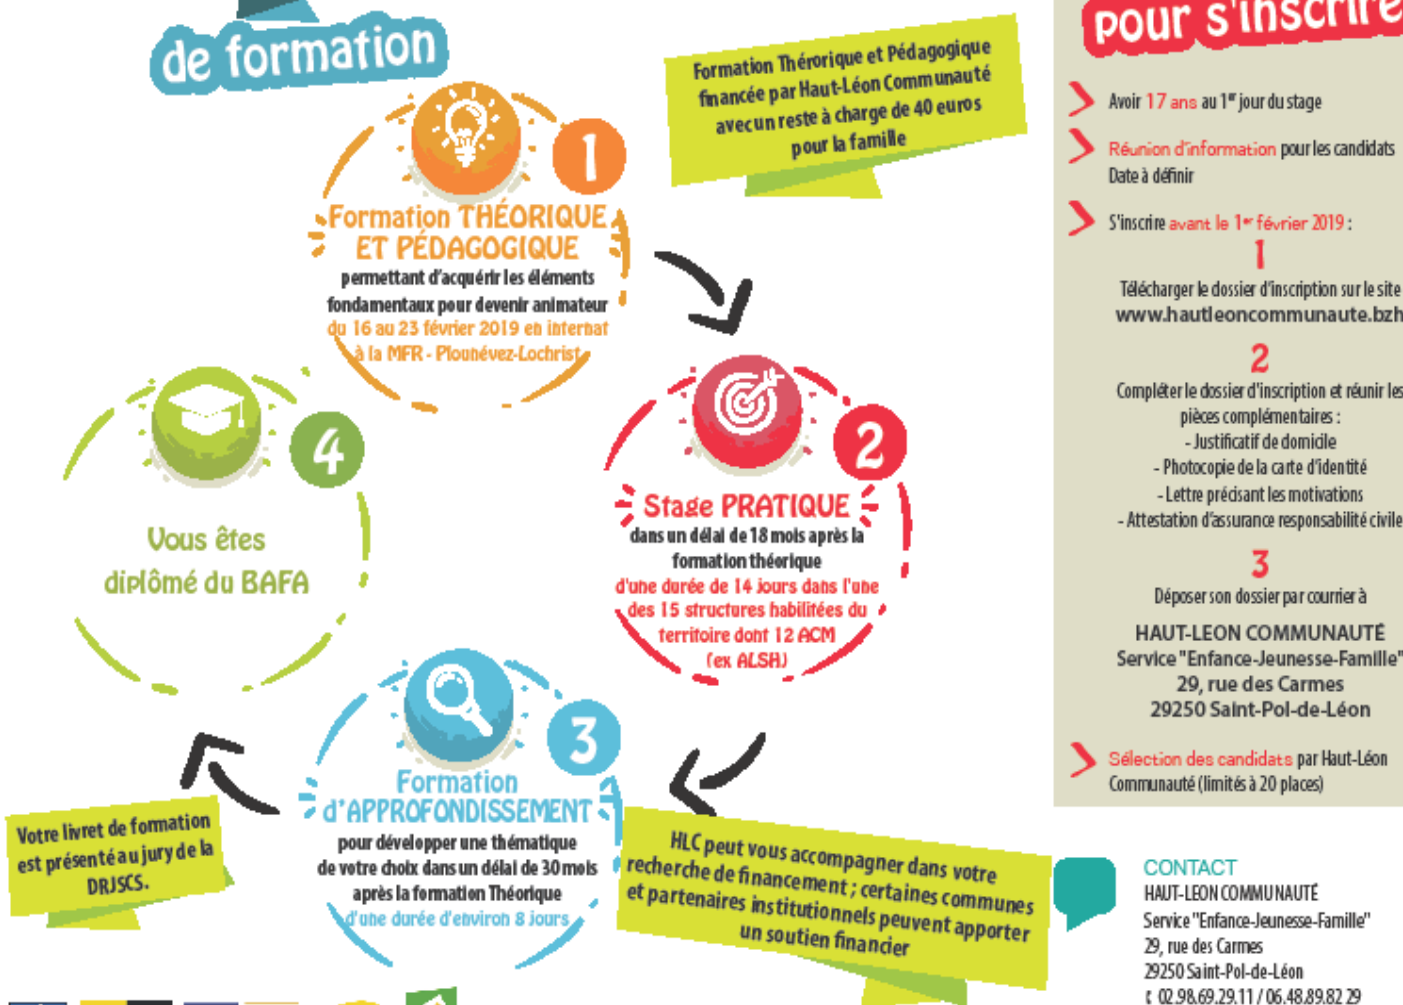 de formation
Formation Thérorique et Pédagogique
financée par Haut-Léon Communauté
avec un reste à charge de 40 euros
pour la famille
1
Formation THÉORIQUE
ET PÉDAGOGIQUE
permettant d'acquérir les éléments
fondamentaux pour devenir animateur
du 16 au 23 février 2019 en internat
à la MFR - Plounévez-Lochrist
2
Stage PRATIQUE
dans un délai de 18 mois après la
formation théorique
d'une durée de 14 jours dans l'une
des 15 structures habilitées du
territoire dont 12 ACM
(ex ALSH)
3
Formation
d'APPROFONDISSEMENT
pour développer une thématique
de votre choix dans un délai de 30 mois
après la formation Théorique
d'une durée d'environ 8 jours
HLC peut vous accompagner dans votre
recherche de financement ; certaines communes
et partenaires institutionnels peuvent apporter
un soutien financier
4
Vous êtes
diplômé du BAFA
Votre livret de formation
est présenté au jury de la
DRJSCS.
pour s'inscrire
Avoir 17 ans au 1er jour du stage
Réunion d'information pour les candidats
Date à définir
S'inscrire avant le 1er février 2019 :
1
Télécharger le dossier d'inscription sur le site
www.hautleoncommunaute.bzh
2
Compléter le dossier d'inscription et réunir les
pièces complémentaires :
- Justificatif de domicile
- Photocopie de la carte d'identité
- Lettre précisant les motivations
- Attestation d'assurance responsabilité civile
3
Déposer son dossier par courrier à
HAUT-LEON COMMUNAUTÉ
Service "Enfance-Jeunesse-Famille"
29, rue des Carmes
29250 Saint-Pol-de-Léon
Sélection des candidats par Haut-Léon
Communauté (limités à 20 places)
CONTACT
HAUT-LEON COMMUNAUTÉ
Service "Enfance-Jeunesse-Famille"
29, rue des Carmes
29250 Saint-Pol-de-Léon
t 02.98.69.29.11 / 06.48.89.82 29